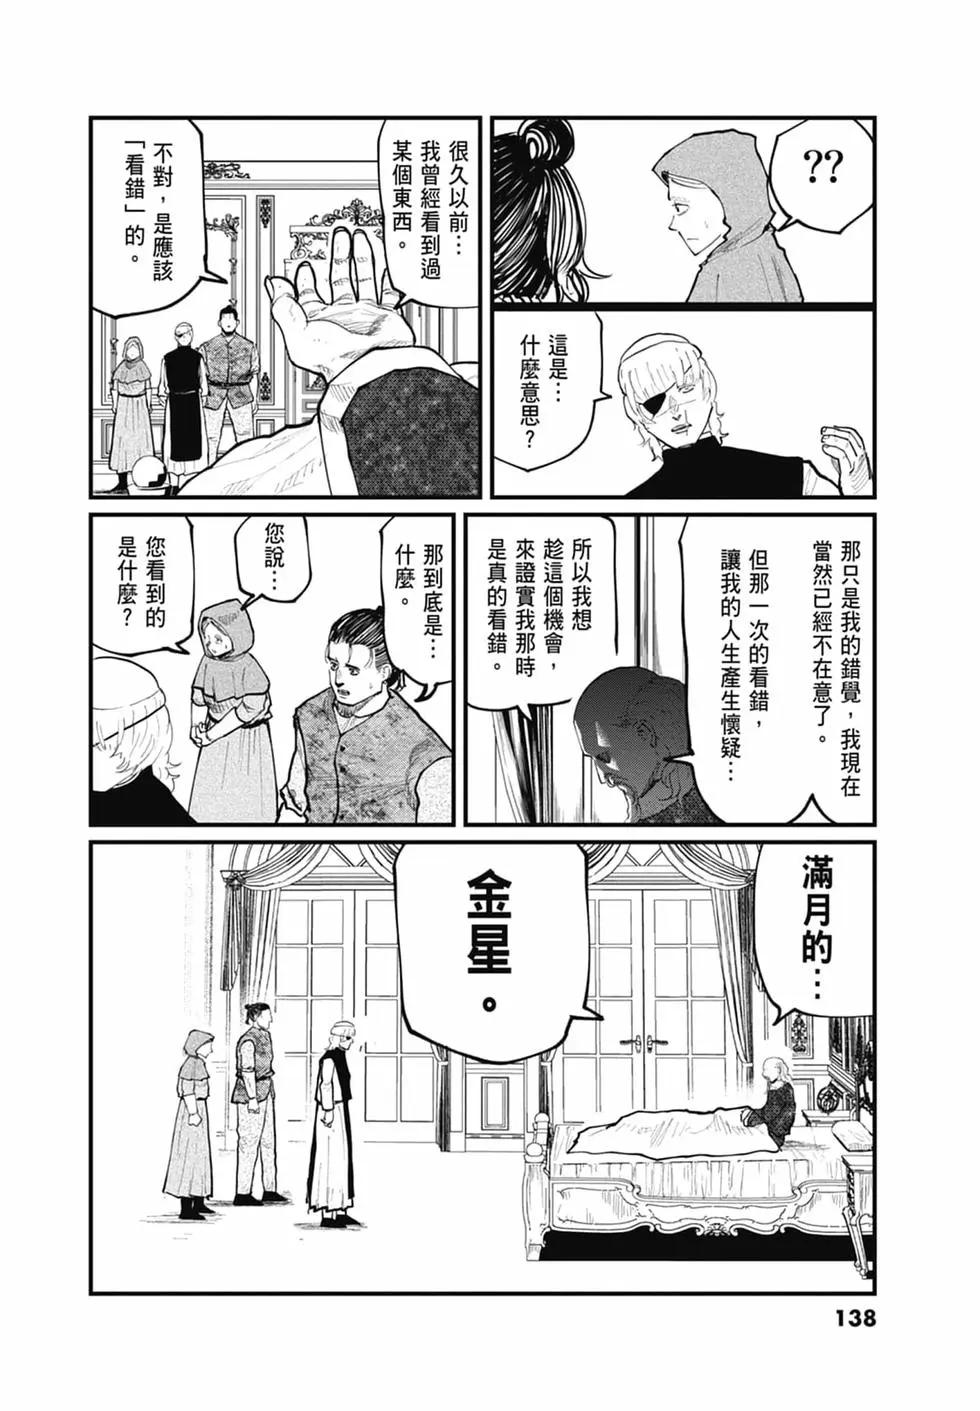 ??
這是…
什麼意思？
很久以前…
我曾經看到過
某個東西。
不對，是應該
「看錯」的。
那只是我的錯覺，我現在
當然已經不在意了。
但那一次的看錯，
讓我的人生產生懷疑…
所以我想
趁這個機會，
來證實我那時
是真的看錯。
那到底是…
什麼。
您說…
您看到的
是什麼？
滿月的…
金星。
138